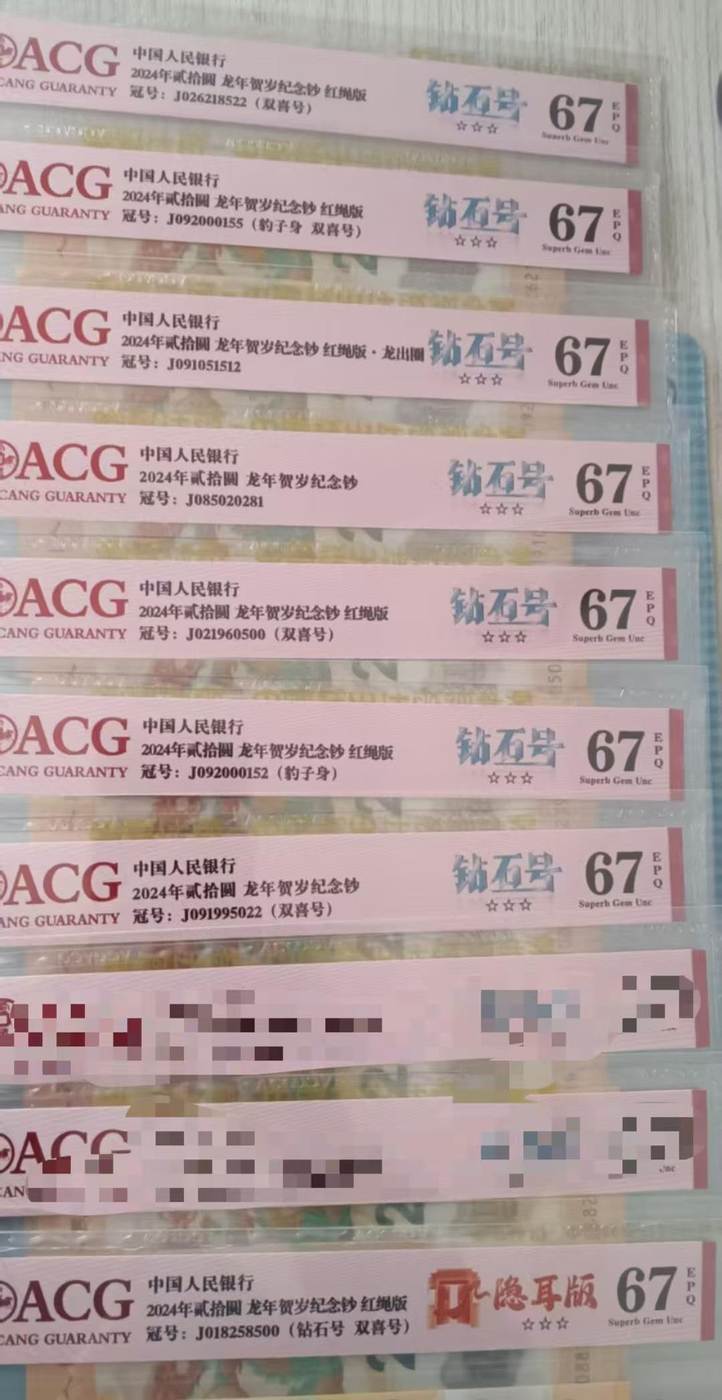 ACG
CANG GUARANTY
中国人民银行
2024年贰拾圆 龙年贺岁纪念钞 红绳版
冠号：J026218522（双喜号）
钻石号
☆☆☆
67
EPQ
Superb Gem Unc
ACG
ANG GUARANTY
中国人民银行
2024年贰拾圆 龙年贺岁纪念钞 红绳版
冠号：J092000155（豹子身 双喜号）
钻石号
☆☆☆
67
EPQ
Superb Gem Unc
ACG
NG GUARANTY
中国人民银行
2024年贰拾圆 龙年贺岁纪念钞 红绳版·龙出圈
冠号：J091051512
钻石号
☆☆☆
67
EPQ
Superb Gem Unc
ACG
CANG GUARANTY
中国人民银行
2024年贰拾圆 龙年贺岁纪念钞
冠号：J085020281
钻石号
☆☆☆
67
EPQ
Superb Gem Unc
ACG
CANG GUARANTY
中国人民银行
2024年贰拾圆 龙年贺岁纪念钞 红绳版
冠号：J021960500（双喜号）
钻石号
☆☆☆
67
EPQ
Superb Gem Unc
ACG
CANG GUARANTY
中国人民银行
2024年贰拾圆 龙年贺岁纪念钞 红绳版
冠号：J092000152（豹子身）
钻石号
☆☆☆
67
EPQ
Superb Gem Unc
ACG
ANG GUARANTY
中国人民银行
2024年贰拾圆 龙年贺岁纪念钞
冠号：J091995022（双喜号）
钻石号
☆☆☆
67
EPQ
Superb Gem Unc
ACG
ACG
CANG GUARANTY
中国人民银行
2024年贰拾圆 龙年贺岁纪念钞 红绳版
冠号：J018258500（钻石号 双喜号）
隐耳版
☆☆☆
67
EPQ
Superb Gem Unc